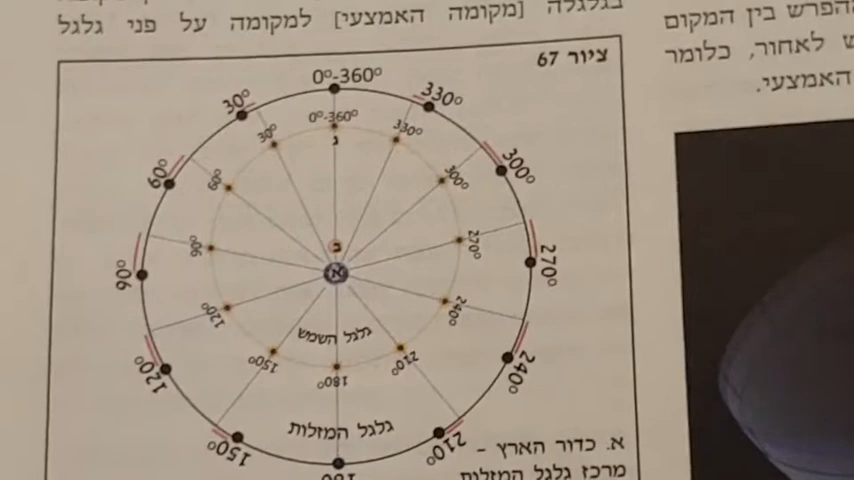 הפרש בין המקום
לאחור, כלומר
האמצעי.
בגלגלה [מקומה האמצעי] למקומה על פני גלגל
ציור 67
0°-360°
330°
300°
270°
240°
210°
150°
120°
90°
60°
30°
0°-360°
330°
300°
270°
240°
210°
180°
150°
120°
90°
60°
30°
ג
ב
א
גלגל השמש
גלגל המזלות
א. כדור הארץ -
מרכז גלגל המזלות